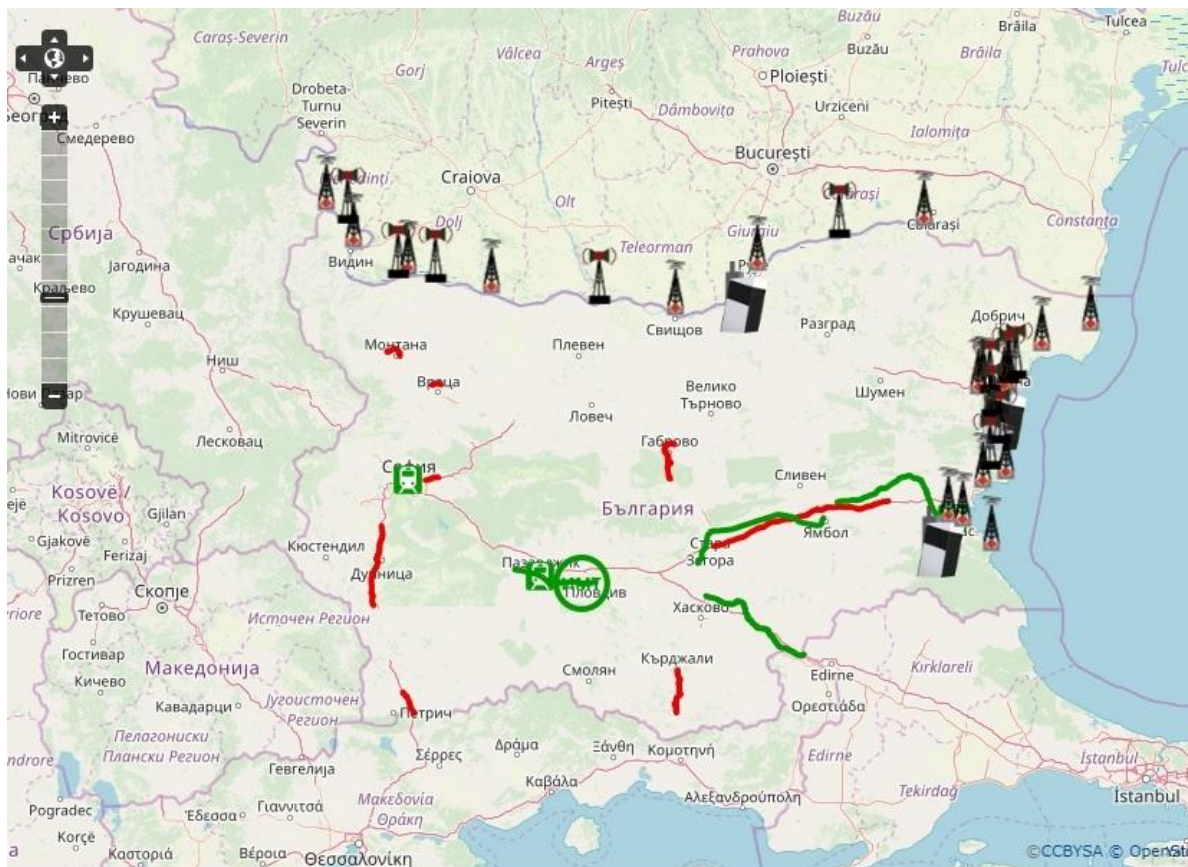 Caraș-Severin
Vâlcea
Argeș
Buzău
Brăila
Tulcea
Gorj
Prahova
Buzău
Brăila
Ploiești
Панчево
Drobeta-
Turnu
Severin
Pitești
Dâmbovița
Urziceni
Смедерево
Ialomița
București
Craiova
Olt
Dolj
Teleorman
Giurgiu
Călărași
Constanța
Србија
Јагодина
Видин
Краљево
Крушевац
Свищов
Разград
Добрич
Ниш
Монтана
Плевен
Враца
Ловеч
Велико
Търново
Шумен
Mitrovicë
Лесковац
Габрово
София
Сливен
Kosovë /
Kosovo
Gjilan
Gjakovë
Ferizaj
България
Prizren
Кюстендил
Дупница
Стара
Загора
Ямбол
Пазарджик
Пловдив
Скопје
Тетово
Хасково
Източен Регион
Гостивар
Кичево
Македонија
Смолян
Кърджали
Edirne
Kırklareli
Кавадарци
Југоисточен
Регион
Петрич
Ορεστιάδα
Пелагониски
Плански Регион
Гевгелија
Σέρρες
Δράμα
Ξάνθη
Κομοτηνή
Edirne
İstanbul
Καβάλα
Αλεξανδρούπολη
Tekirdağ
İstanbul
Pogradec
Έδεσσα
Γιαννιτσά
Μακεδονία
Θράκη
Korçë
Καστοριά
Βέροια
Θεσσαλονίκη
©CCBYSA ©